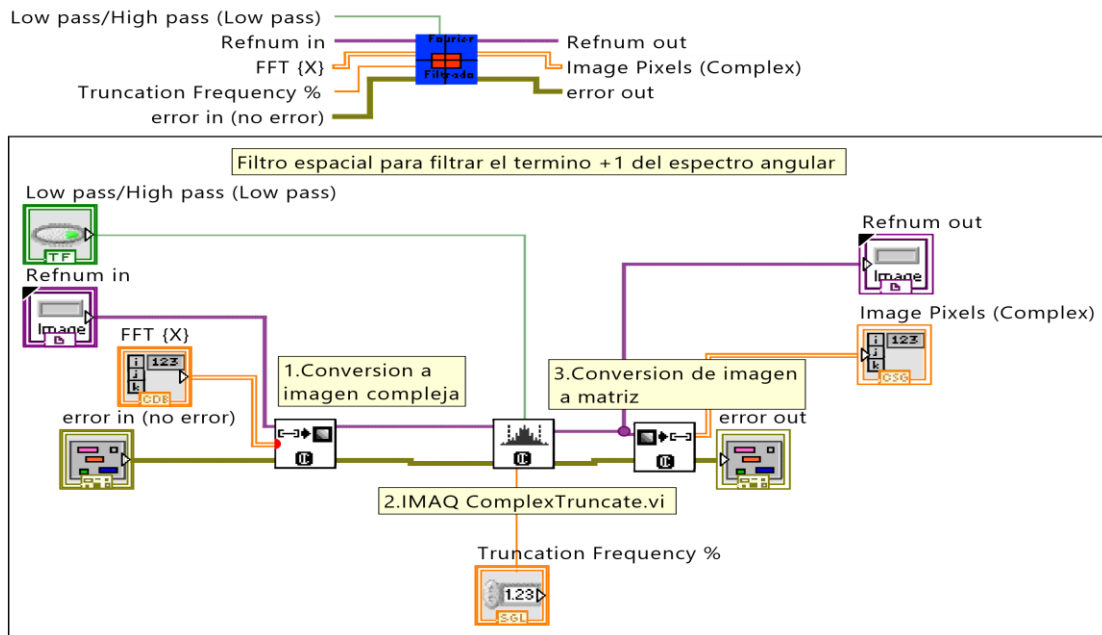 Low pass/High pass (Low pass)
Refnum in
FFT {X}
Truncation Frequency %
error in (no error)
Fourier
Filtrado
Refnum out
Image Pixels (Complex)
error out
Filtro espacial para filtrar el termino +1 del espectro angular
Low pass/High pass (Low pass)
TF
Refnum in
Image
FFT {X}
i
j
k
123
CDB
error in (no error)
1.Conversion a
imagen compleja
2.IMAQ ComplexTruncate.vi
Truncation Frequency %
1.23
SGL
3.Conversion de imagen
a matriz
Refnum out
Image
Image Pixels (Complex)
i
j
k
123
CSG
error out